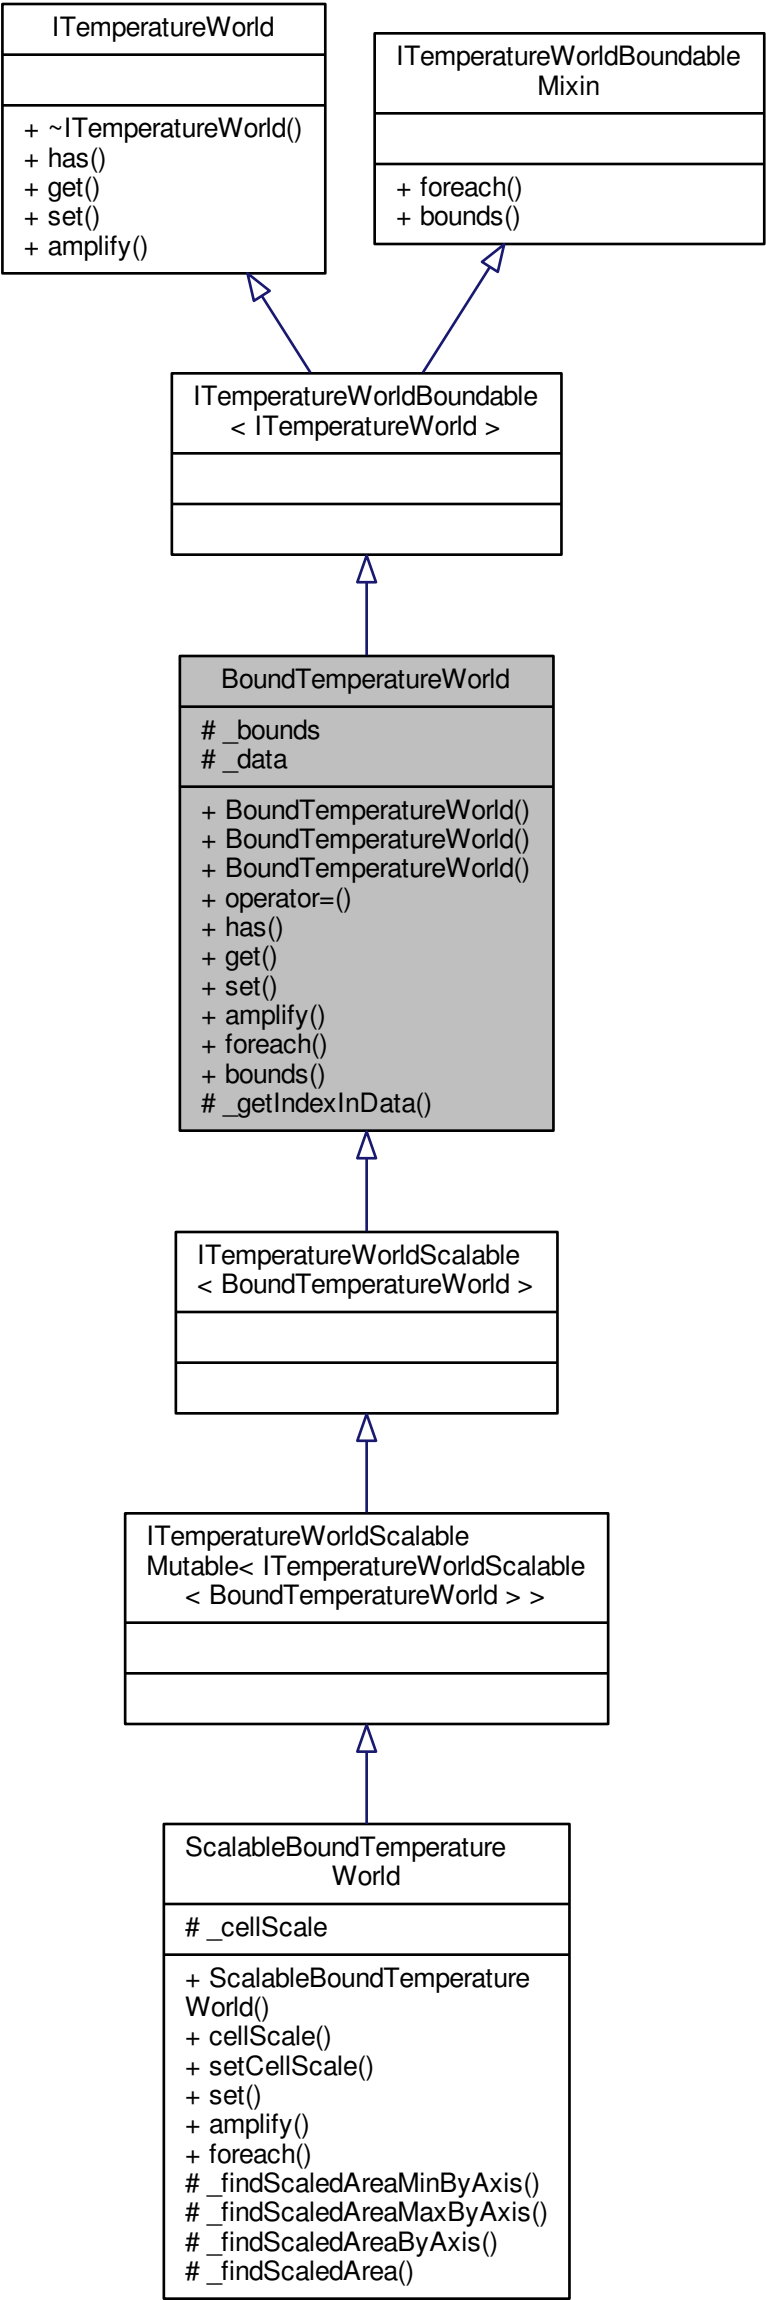 ITemperatureWorld
+ ~ITemperatureWorld()
+ has()
+ get()
+ set()
+ amplify()
ITemperatureWorldBoundable
Mixin
+ foreach()
+ bounds()
ITemperatureWorldBoundable
< ITemperatureWorld >
BoundTemperatureWorld
# _bounds
# _data
+ BoundTemperatureWorld()
+ BoundTemperatureWorld()
+ BoundTemperatureWorld()
+ operator=()
+ has()
+ get()
+ set()
+ amplify()
+ foreach()
+ bounds()
# _getIndexInData()
ITemperatureWorldScalable
< BoundTemperatureWorld >
ITemperatureWorldScalable
Mutable< ITemperatureWorldScalable
< BoundTemperatureWorld > >
ScalableBoundTemperature
World
# _cellScale
+ ScalableBoundTemperature
World()
+ cellScale()
+ setCellScale()
+ set()
+ amplify()
+ foreach()
# _findScaledAreaMinByAxis()
# _findScaledAreaMaxByAxis()
# _findScaledAreaByAxis()
# _findScaledArea()